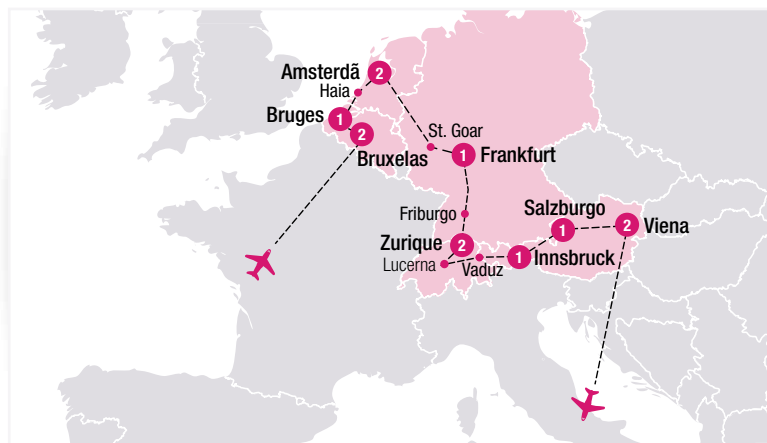 Amsterdã
2
Haia
Bruges
1
2
Bruxelas
St. Goar
1
Frankfurt
Friburgo
Salzburgo
1
2
Viena
Zurique
2
Lucerna
Vaduz
1
Innsbruck